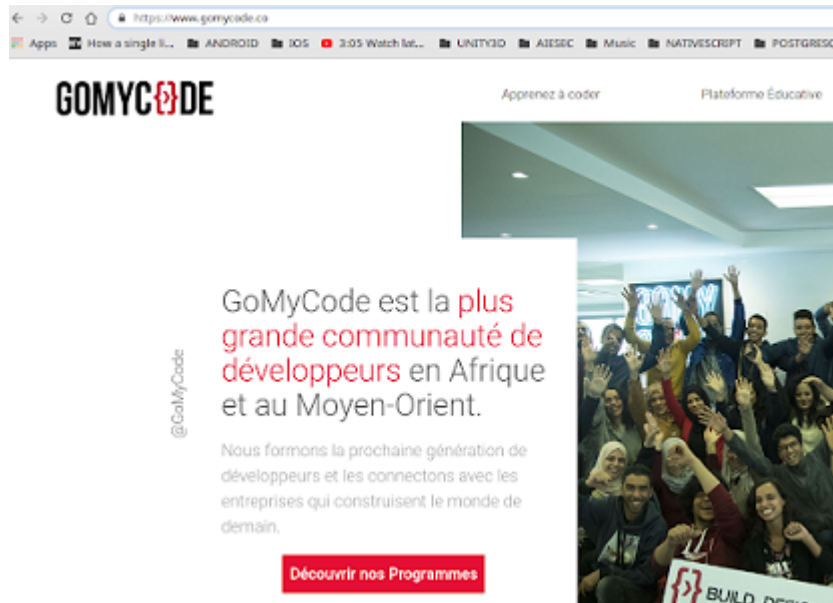 https://www.gomycode.co
Apps How a single li... ANDROID IOS 3:05 Watch lat... UNITY3D AIESEC Music NATIVESCRIPT POSTGRESQ
GOMYC{›}DE
Apprenez à coder Plateforme Éducative
GoMyCode est la plus
grande communauté de
développeurs en Afrique
et au Moyen-Orient.
@GoMyCode
Nous formons la prochaine génération de
développeurs et les connectons avec les
entreprises qui construisent le monde de
demain.
Découvrir nos Programmes
BUILD